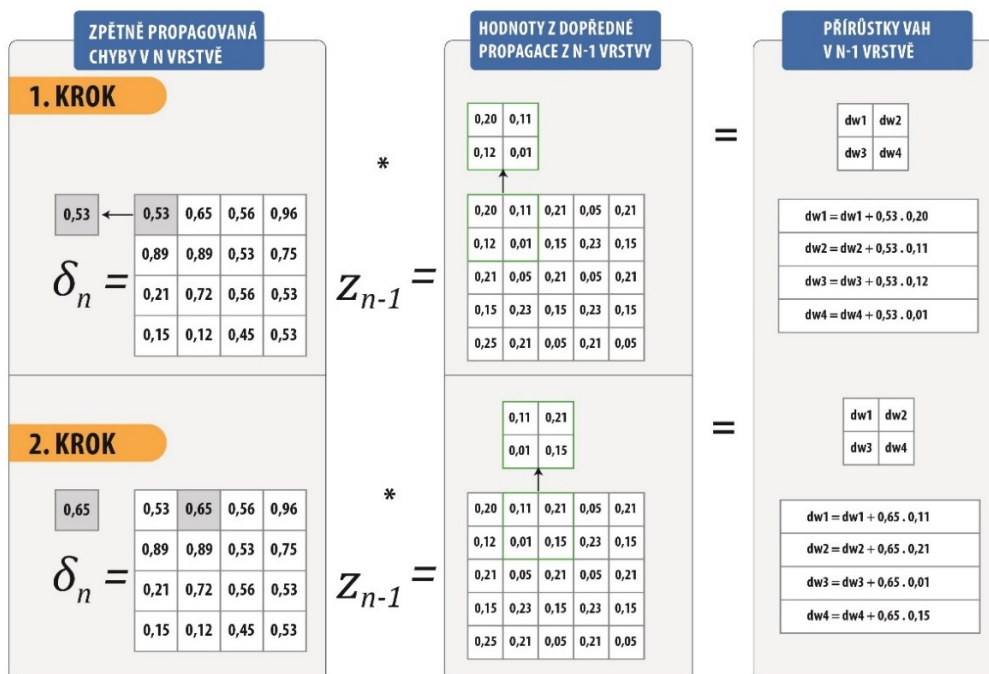 ZPĚTNĚ PROPAGOVANÁ
CHYBY V N VRSTVĚ
HODNOTY Z DOPŘEDNÉ
PROPAGACE Z N-1 VRSTVY
PŘÍRŮSTKY VAH
V N-1 VRSTVĚ
1. KROK
0,53
0,53 0,65 0,56 0,96
0,89 0,89 0,53 0,75
0,21 0,72 0,56 0,53
0,15 0,12 0,45 0,53
δn =
*
0,20 0,11
0,12 0,01
zn-1 =
0,20 0,11 0,21 0,05 0,21
0,12 0,01 0,15 0,23 0,15
0,21 0,05 0,21 0,05 0,21
0,15 0,23 0,15 0,23 0,15
0,25 0,21 0,05 0,21 0,05
=
dw1 dw2
dw3 dw4
dw1 = dw1 + 0,53 . 0,20
dw2 = dw2 + 0,53 . 0,11
dw3 = dw3 + 0,53 . 0,12
dw4 = dw4 + 0,53 . 0,01
2. KROK
0,65
0,53 0,65 0,56 0,96
0,89 0,89 0,53 0,75
0,21 0,72 0,56 0,53
0,15 0,12 0,45 0,53
δn =
*
0,11 0,21
0,01 0,15
zn-1 =
0,20 0,11 0,21 0,05 0,21
0,12 0,01 0,15 0,23 0,15
0,21 0,05 0,21 0,05 0,21
0,15 0,23 0,15 0,23 0,15
0,25 0,21 0,05 0,21 0,05
=
dw1 dw2
dw3 dw4
dw1 = dw1 + 0,65 . 0,11
dw2 = dw2 + 0,65 . 0,21
dw3 = dw3 + 0,65 . 0,01
dw4 = dw4 + 0,65 . 0,15